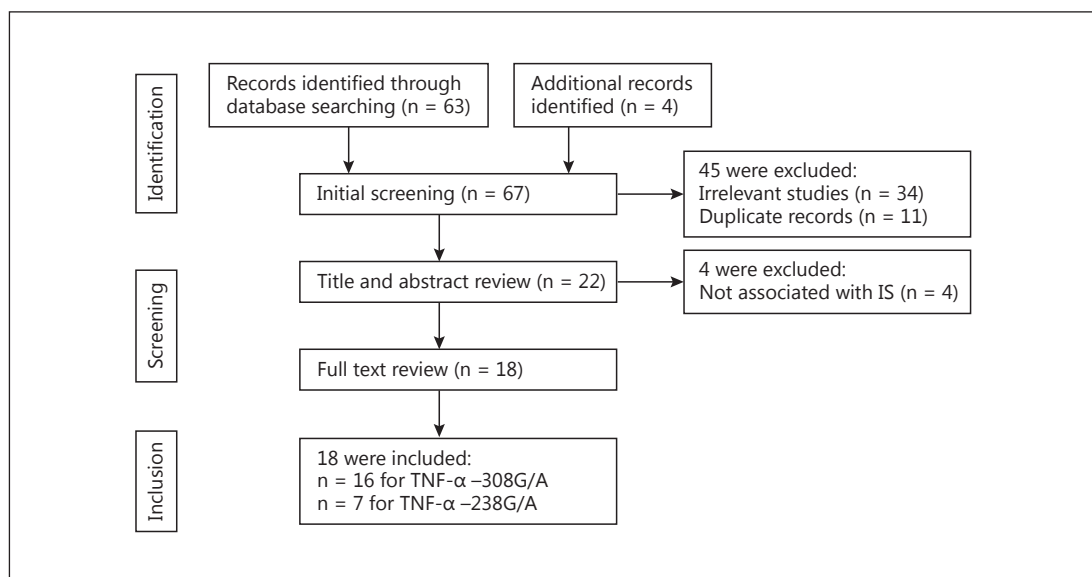 Identification
Records identified through
database searching (n = 63)
Additional records
identified (n = 4)
Initial screening (n = 67)
45 were excluded:
Irrelevant studies (n = 34)
Duplicate records (n = 11)
Screening
Title and abstract review (n = 22)
4 were excluded:
Not associated with IS (n = 4)
Full text review (n = 18)
Inclusion
18 were included:
n = 16 for TNF-α –308G/A
n = 7 for TNF-α –238G/A